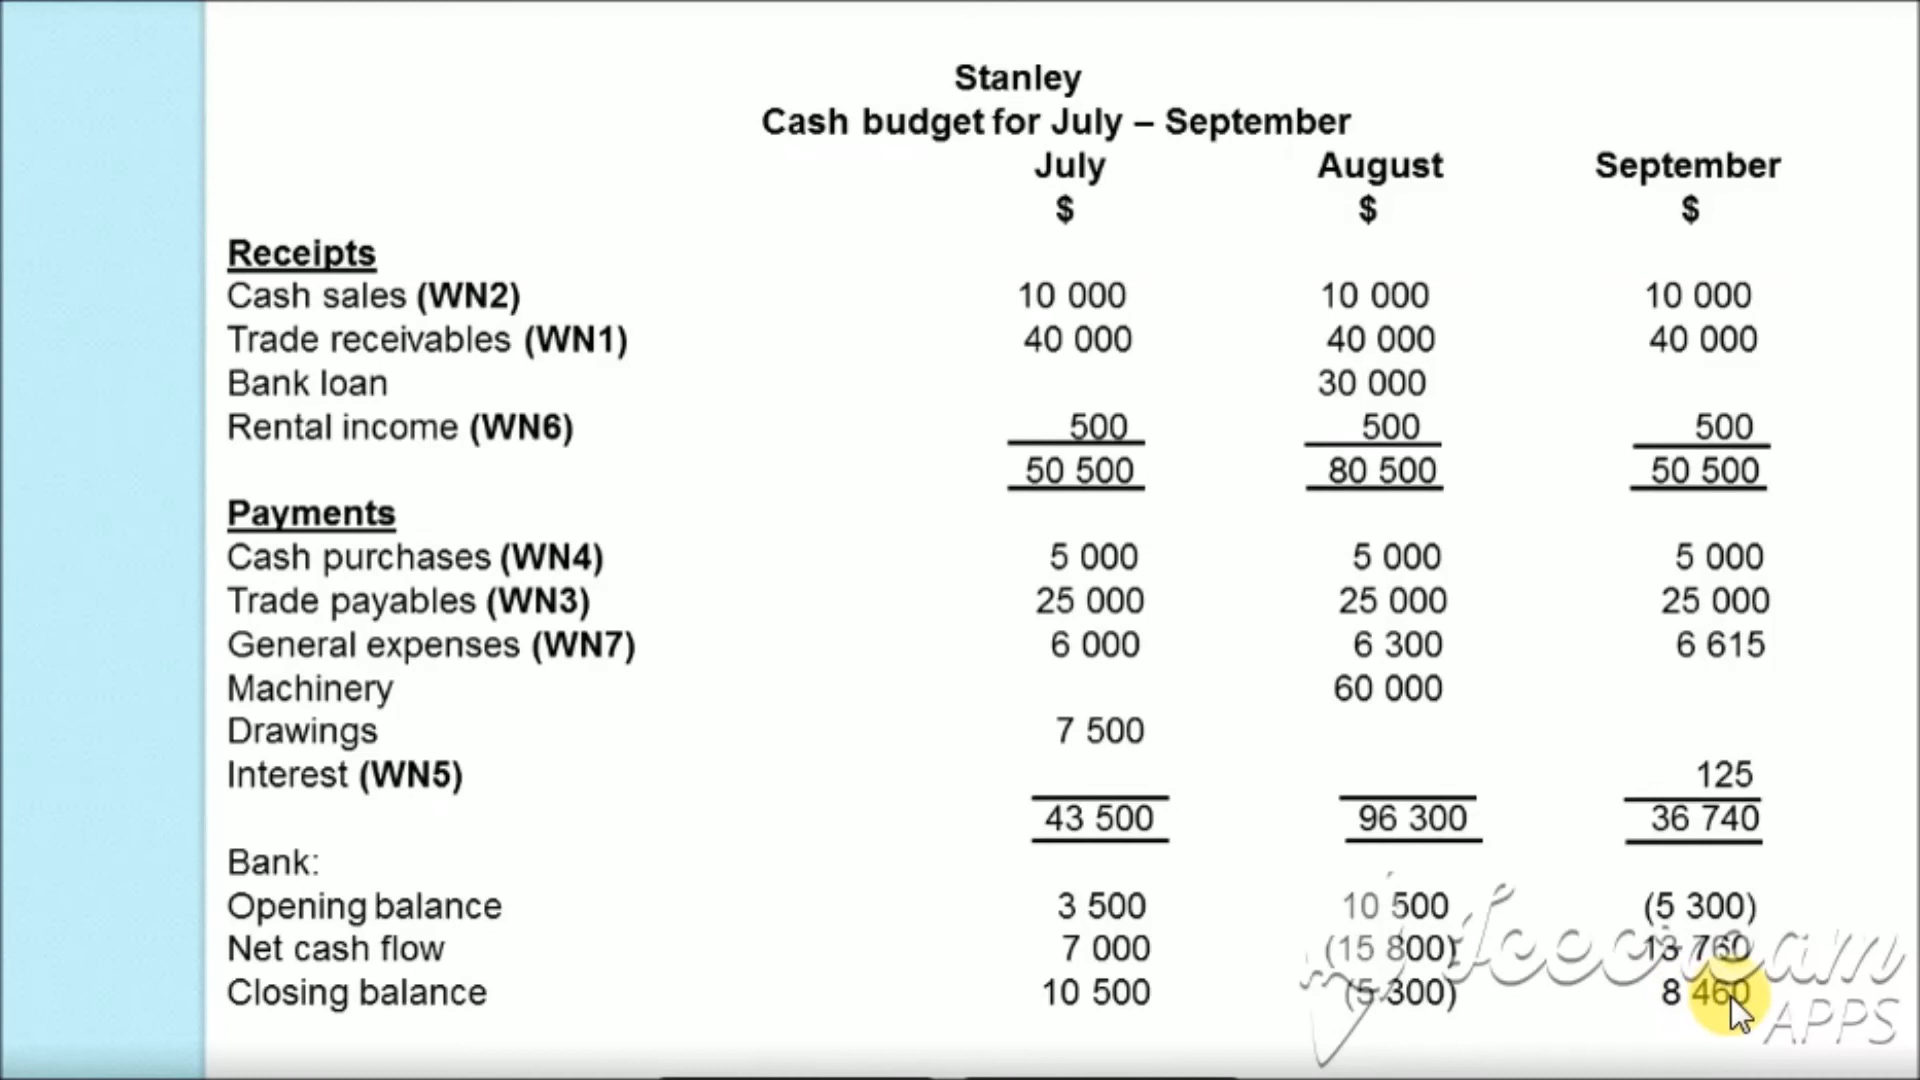 Stanley
Cash budget for July – September
July August September
$ $ $
Receipts
Cash sales (WN2) 10 000 10 000 10 000
Trade receivables (WN1) 40 000 40 000 40 000
Bank loan 30 000
Rental income (WN6) 500 500 500
50 500 80 500 50 500
Payments
Cash purchases (WN4) 5 000 5 000 5 000
Trade payables (WN3) 25 000 25 000 25 000
General expenses (WN7) 6 000 6 300 6 615
Machinery 60 000
Drawings 7 500
Interest (WN5) 125
43 500 96 300 36 740
Bank:
Opening balance 3 500 10 500 (5 300)
Net cash flow 7 000 (15 800) 13 760
Closing balance 10 500 (5 300) 8 460
Icecream
APPS